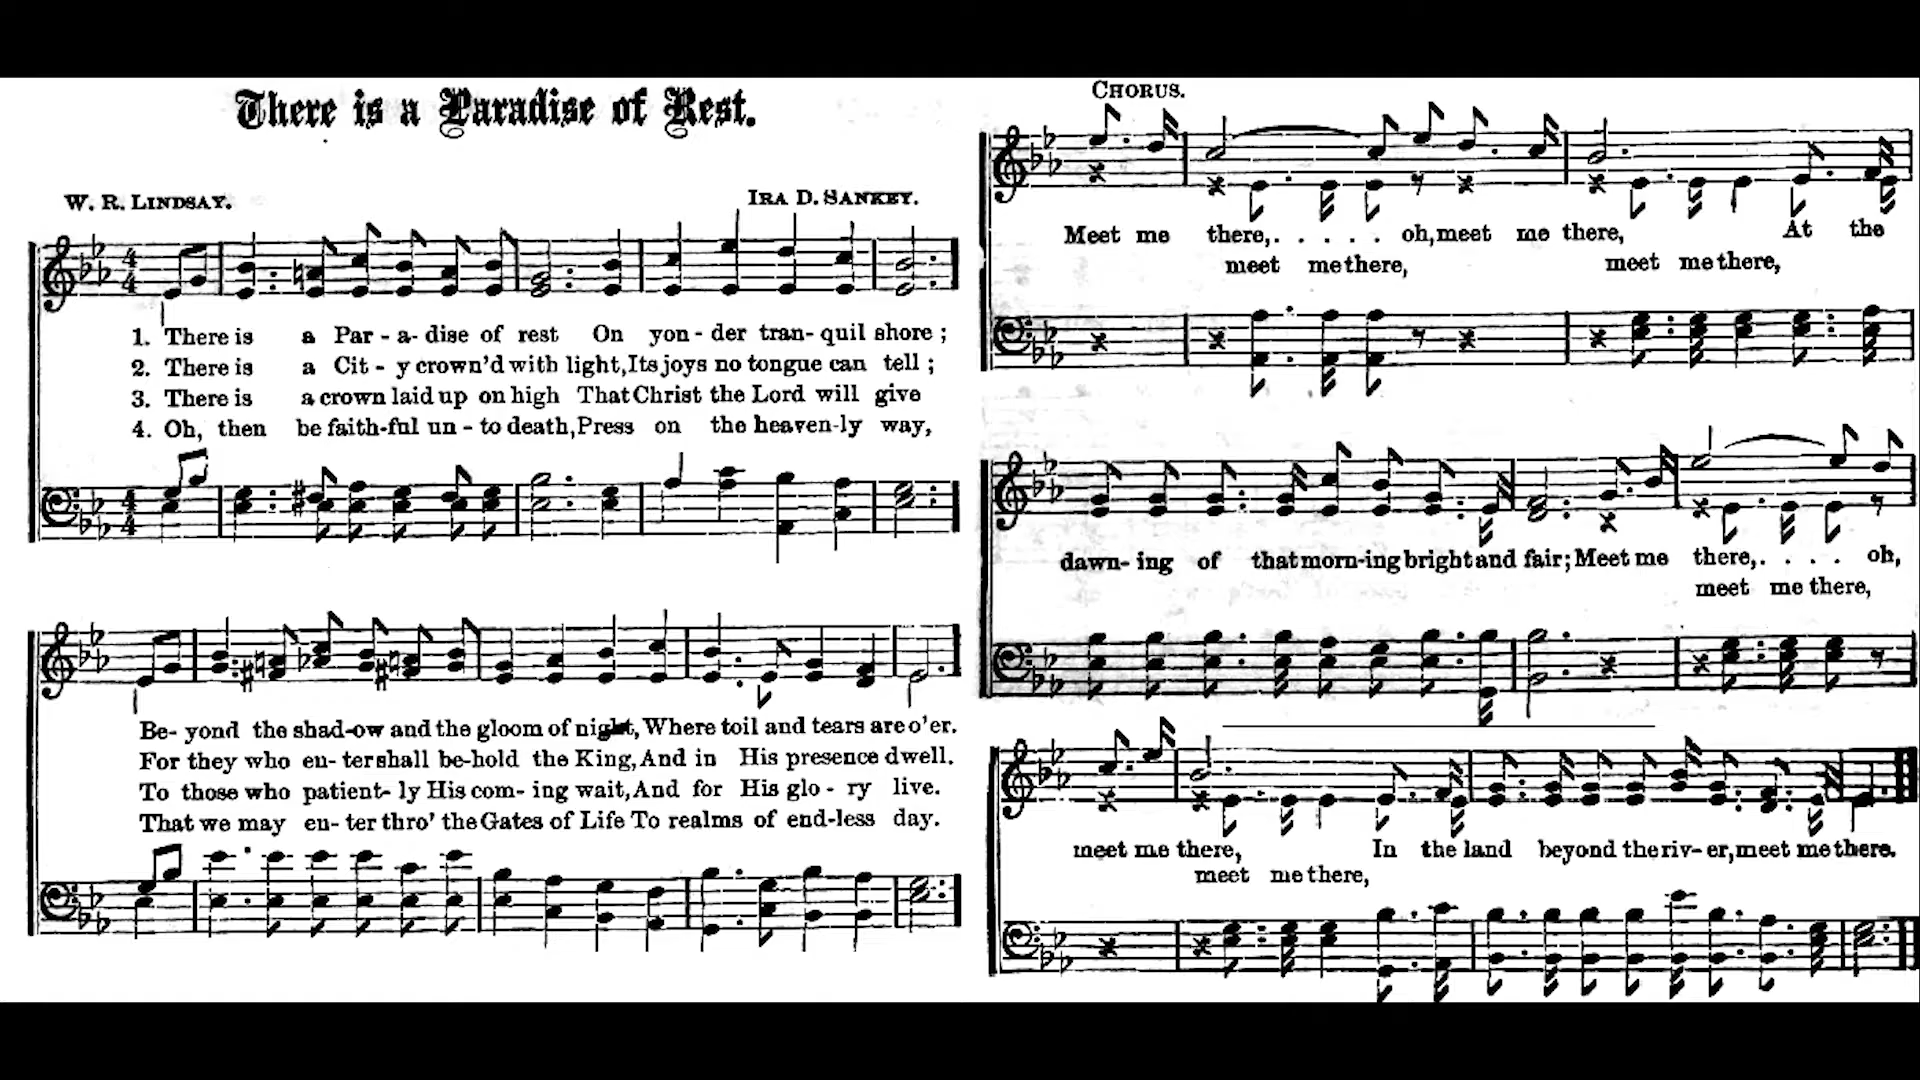 There is a Paradise of Rest.
W. R. LINDSAY.
IRA D. SANKEY.
1. There is a Par - a- dise of rest On yon - der tran- quil shore ;
2. There is a Cit - y crown'd with light, Its joys no tongue can tell ;
3. There is a crown laid up on high That Christ the Lord will give
4. Oh, then be faith-ful un - to death, Press on the heaven-ly way,
Be- yond the shad-ow and the gloom of night, Where toil and tears are o'er.
For they who en- ter shall be-hold the King, And in His presence dwell.
To those who patient- ly His com- ing wait, And for His glo - ry live.
That we may en- ter thro' the Gates of Life To realms of end-less day.
CHORUS.
Meet me there,. . . . . oh, meet me there, At the
meet me there, meet me there,
dawn- ing of that morn-ing bright and fair; Meet me there,. . . . oh,
meet me there,
meet me there, In the land beyond the riv- er, meet me there.
meet me there,